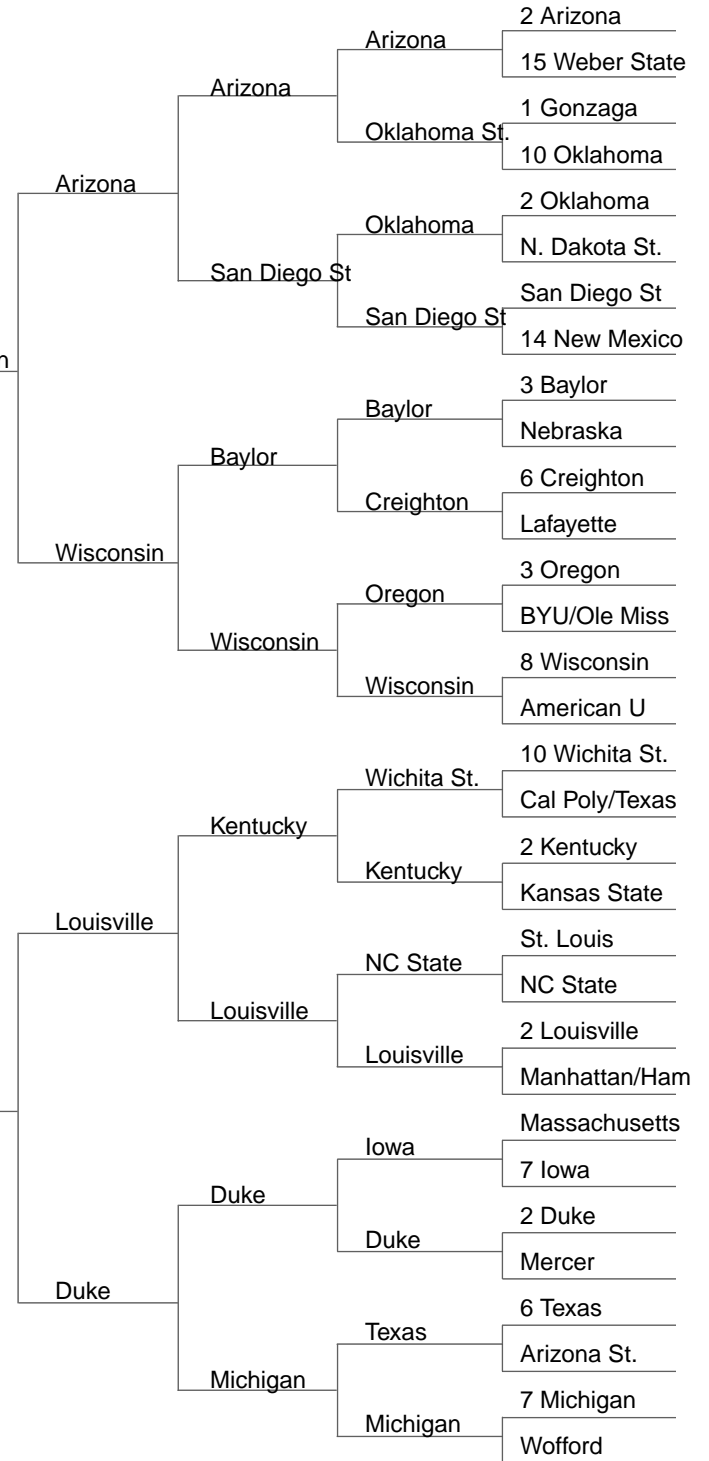 2 Arizona
Arizona
15 Weber State
Arizona
1 Gonzaga
Oklahoma St.
10 Oklahoma
Arizona
2 Oklahoma
Oklahoma
N. Dakota St.
San Diego St
San Diego St
San Diego St
14 New Mexico
n
3 Baylor
Baylor
Nebraska
Baylor
6 Creighton
Creighton
Lafayette
Wisconsin
3 Oregon
Oregon
BYU/Ole Miss
Wisconsin
8 Wisconsin
Wisconsin
American U
10 Wichita St.
Wichita St.
Cal Poly/Texas
Kentucky
2 Kentucky
Kentucky
Kansas State
Louisville
St. Louis
NC State
NC State
Louisville
2 Louisville
Louisville
Manhattan/Ham
Massachusetts
Iowa
7 Iowa
Duke
2 Duke
Duke
Mercer
Duke
6 Texas
Texas
Arizona St.
Michigan
7 Michigan
Michigan
Wofford